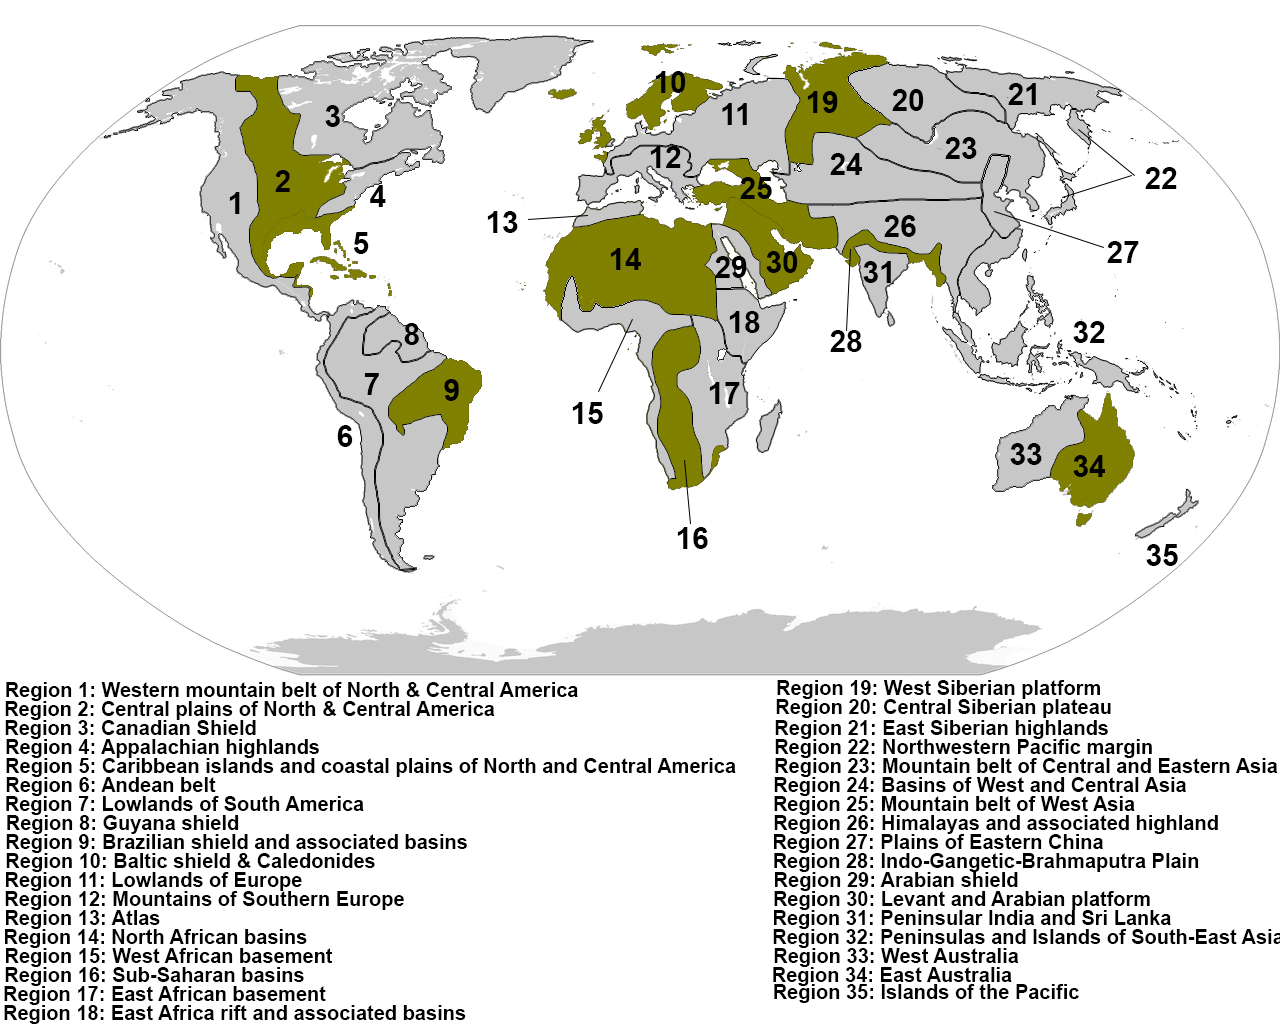 10
21
3
19
20
11
23
12
24
22
2
25
4
1
13
26
5
27
14
29
30
31
18
32
8
28
7
9
17
15
6
33
34
16
35
Region 1: Western mountain belt of North & Central America
Region 2: Central plains of North & Central America
Region 3: Canadian Shield
Region 4: Appalachian highlands
Region 5: Caribbean islands and coastal plains of North and Central America
Region 6: Andean belt
Region 7: Lowlands of South America
Region 8: Guyana shield
Region 9: Brazilian shield and associated basins
Region 10: Baltic shield & Caledonides
Region 11: Lowlands of Europe
Region 12: Mountains of Southern Europe
Region 13: Atlas
Region 14: North African basins
Region 15: West African basement
Region 16: Sub-Saharan basins
Region 17: East African basement
Region 18: East Africa rift and associated basins
Region 19: West Siberian platform
Region 20: Central Siberian plateau
Region 21: East Siberian highlands
Region 22: Northwestern Pacific margin
Region 23: Mountain belt of Central and Eastern Asia
Region 24: Basins of West and Central Asia
Region 25: Mountain belt of West Asia
Region 26: Himalayas and associated highland
Region 27: Plains of Eastern China
Region 28: Indo-Gangetic-Brahmaputra Plain
Region 29: Arabian shield
Region 30: Levant and Arabian platform
Region 31: Peninsular India and Sri Lanka
Region 32: Peninsulas and Islands of South-East Asia
Region 33: West Australia
Region 34: East Australia
Region 35: Islands of the Pacific